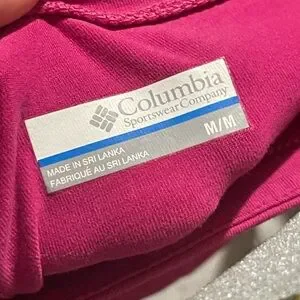 Columbia
Sportswear Company
M/M
MADE IN SRI LANKA
FABRIQUÉ AU SRI LANKA